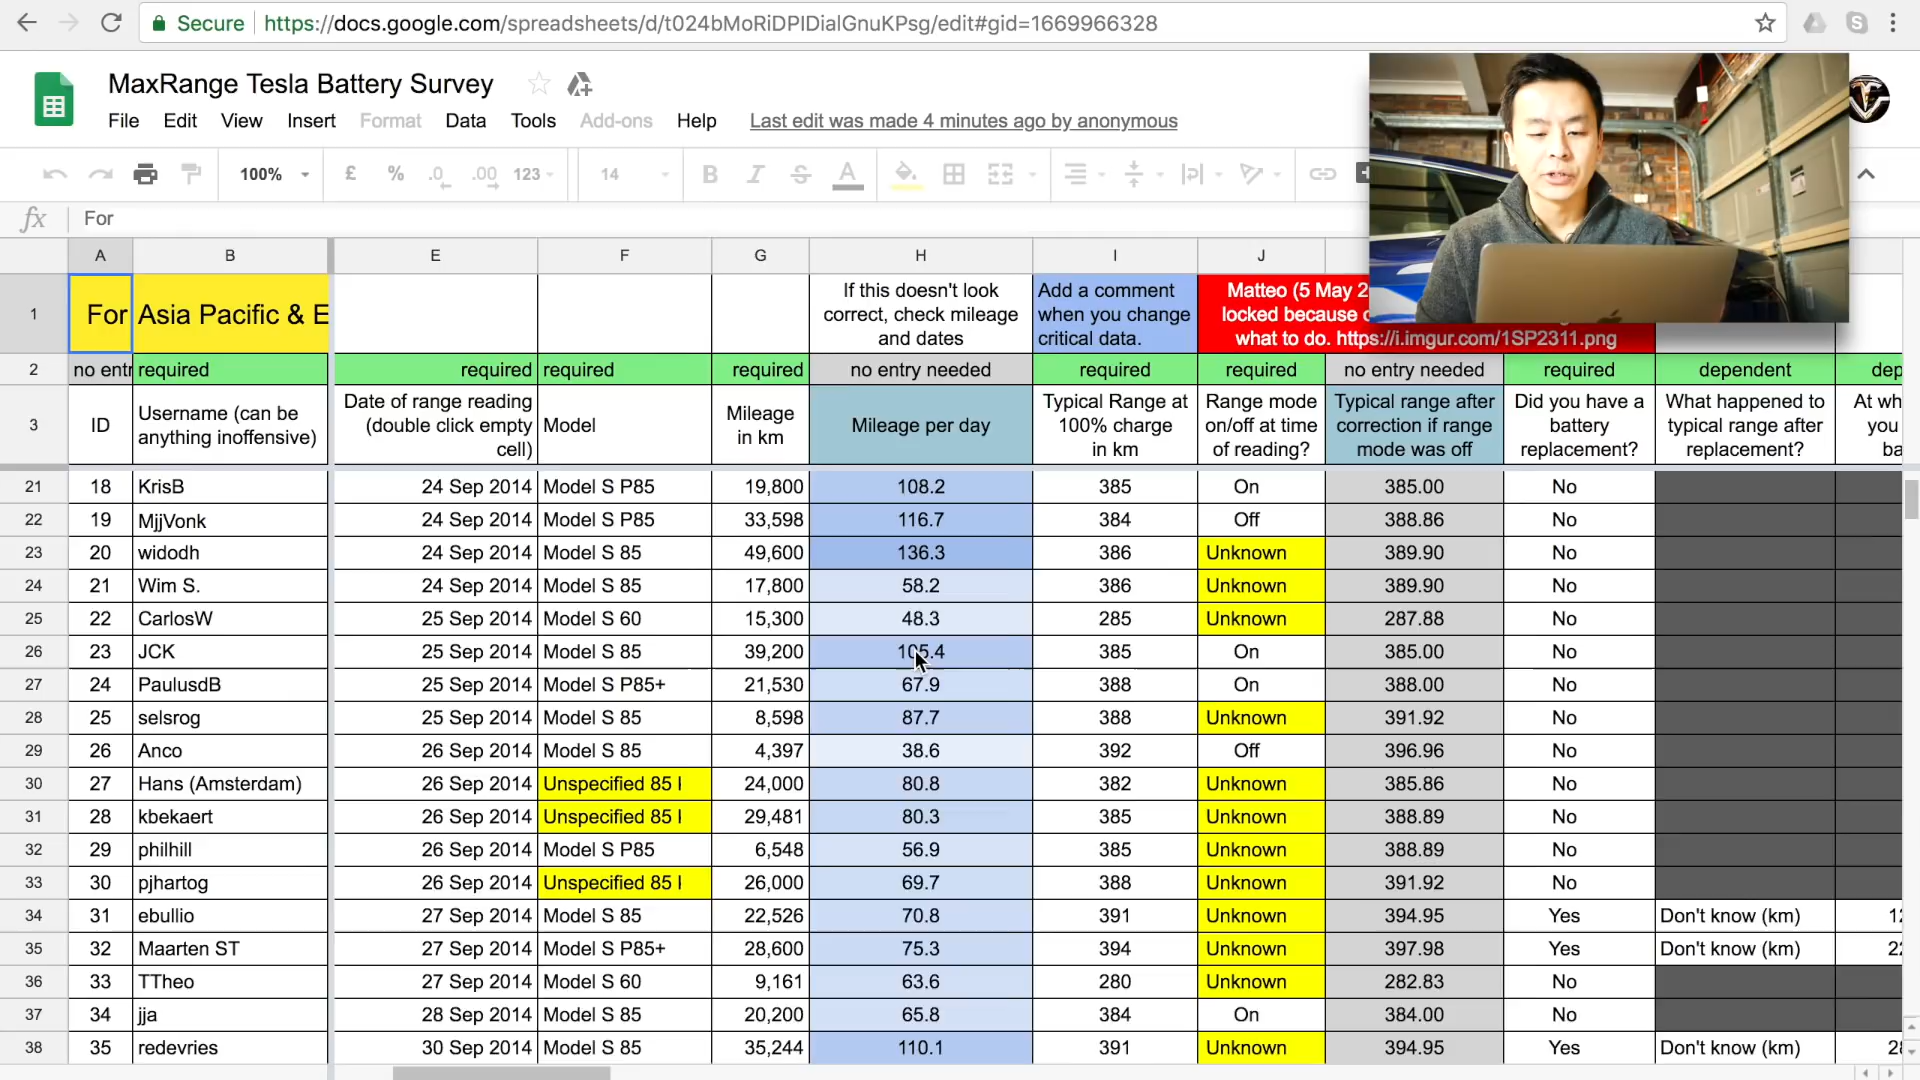 Secure https://docs.google.com/spreadsheets/d/t024bMoRiDPIDialGnuKPsg/edit#gid=1669966328
MaxRange Tesla Battery Survey
File Edit View Insert Format Data Tools Add-ons Help Last edit was made 4 minutes ago by anonymous
100% £ % .0 .00 123 14 B I S A
fx For
A B E F G H I J
1 For Asia Pacific & E
If this doesn't look correct, check mileage and dates
Add a comment when you change critical data.
Matteo (5 May 2
locked because
what to do. https://i.imgur.com/1SP2311.png
2 no entr required required required required no entry needed required required no entry needed required dependent dep
3 ID
Username (can be anything inoffensive)
Date of range reading (double click empty cell)
Model
Mileage in km
Mileage per day
Typical Range at 100% charge in km
Range mode on/off at time of reading?
Typical range after correction if range mode was off
Did you have a battery replacement?
What happened to typical range after replacement?
At wh
you
ba
21 18 KrisB 24 Sep 2014 Model S P85 19,800 108.2 385 On 385.00 No
22 19 MjjVonk 24 Sep 2014 Model S P85 33,598 116.7 384 Off 388.86 No
23 20 widodh 24 Sep 2014 Model S 85 49,600 136.3 386 Unknown 389.90 No
24 21 Wim S. 24 Sep 2014 Model S 85 17,800 58.2 386 Unknown 389.90 No
25 22 CarlosW 25 Sep 2014 Model S 60 15,300 48.3 285 Unknown 287.88 No
26 23 JCK 25 Sep 2014 Model S 85 39,200 105.4 385 On 385.00 No
27 24 PaulusdB 25 Sep 2014 Model S P85+ 21,530 67.9 388 On 388.00 No
28 25 selsrog 25 Sep 2014 Model S 85 8,598 87.7 388 Unknown 391.92 No
29 26 Anco 26 Sep 2014 Model S 85 4,397 38.6 392 Off 396.96 No
30 27 Hans (Amsterdam) 26 Sep 2014 Unspecified 85 24,000 80.8 382 Unknown 385.86 No
31 28 kbekaert 26 Sep 2014 Unspecified 85 29,481 80.3 385 Unknown 388.89 No
32 29 philhill 26 Sep 2014 Model S P85 6,548 56.9 385 Unknown 388.89 No
33 30 pjhartog 26 Sep 2014 Unspecified 85 26,000 69.7 388 Unknown 391.92 No
34 31 ebullio 27 Sep 2014 Model S 85 22,526 70.8 391 Unknown 394.95 Yes Don't know (km)
35 32 Maarten ST 27 Sep 2014 Model S P85+ 28,600 75.3 394 Unknown 397.98 Yes Don't know (km)
36 33 TTheo 27 Sep 2014 Model S 60 9,161 63.6 280 Unknown 282.83 No
37 34 jja 28 Sep 2014 Model S 85 20,200 65.8 384 On 384.00 No
38 35 redevries 30 Sep 2014 Model S 85 35,244 110.1 391 Unknown 394.95 Yes Don't know (km)